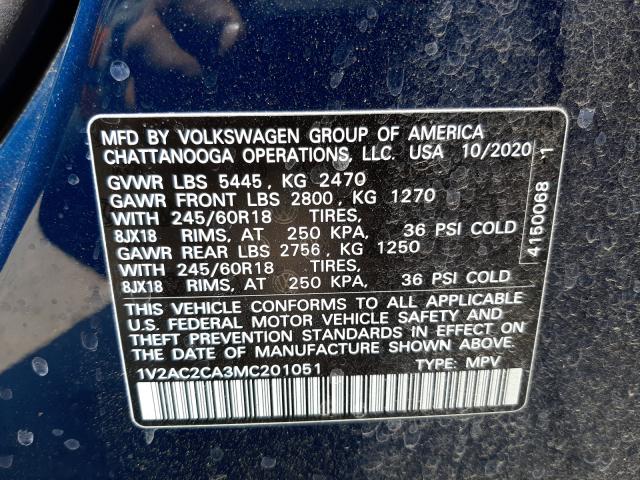 MFD BY VOLKSWAGEN GROUP OF AMERICA
CHATTANOOGA OPERATIONS, LLC. USA 10/2020
GVWR LBS 5445, KG 2470
GAWR FRONT LBS 2800, KG 1270
WITH 245/60R18 TIRES,
8JX18 RIMS, AT 250 KPA, 36 PSI COLD
GAWR REAR LBS 2756, KG 1250
WITH 245/60R18 TIRES,
8JX18 RIMS, AT 250 KPA, 36 PSI COLD
THIS VEHICLE CONFORMS TO ALL APPLICABLE
U.S. FEDERAL MOTOR VEHICLE SAFETY AND
THEFT PREVENTION STANDARDS IN EFFECT ON
THE DATE OF MANUFACTURE SHOWN ABOVE.
1V2AC2CA3MC201051 TYPE: MPV
4150068 1